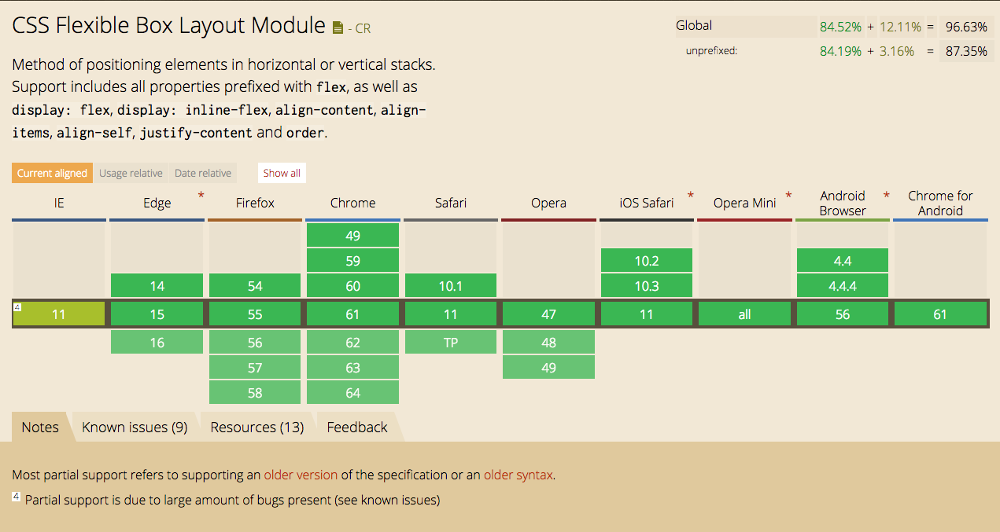 CSS Flexible Box Layout Module - CR
Global 84.52% + 12.11% = 96.63%
unprefixed: 84.19% + 3.16% = 87.35%
Method of positioning elements in horizontal or vertical stacks.
Support includes all properties prefixed with flex, as well as
display: flex, display: inline-flex, align-content, align-
items, align-self, justify-content and order.
Current aligned Usage relative Date relative Show all
IE Edge * Firefox Chrome Safari Opera iOS Safari * Opera Mini * Android Browser * Chrome for Android
49
59 10.2 4.4
14 54 60 10.1 10.3 4.4.4
4 11 15 55 61 11 47 11 all 56 61
16 56 62 TP 48
57 63 49
58 64
Notes Known issues (9) Resources (13) Feedback
Most partial support refers to supporting an older version of the specification or an older syntax.
4 Partial support is due to large amount of bugs present (see known issues)